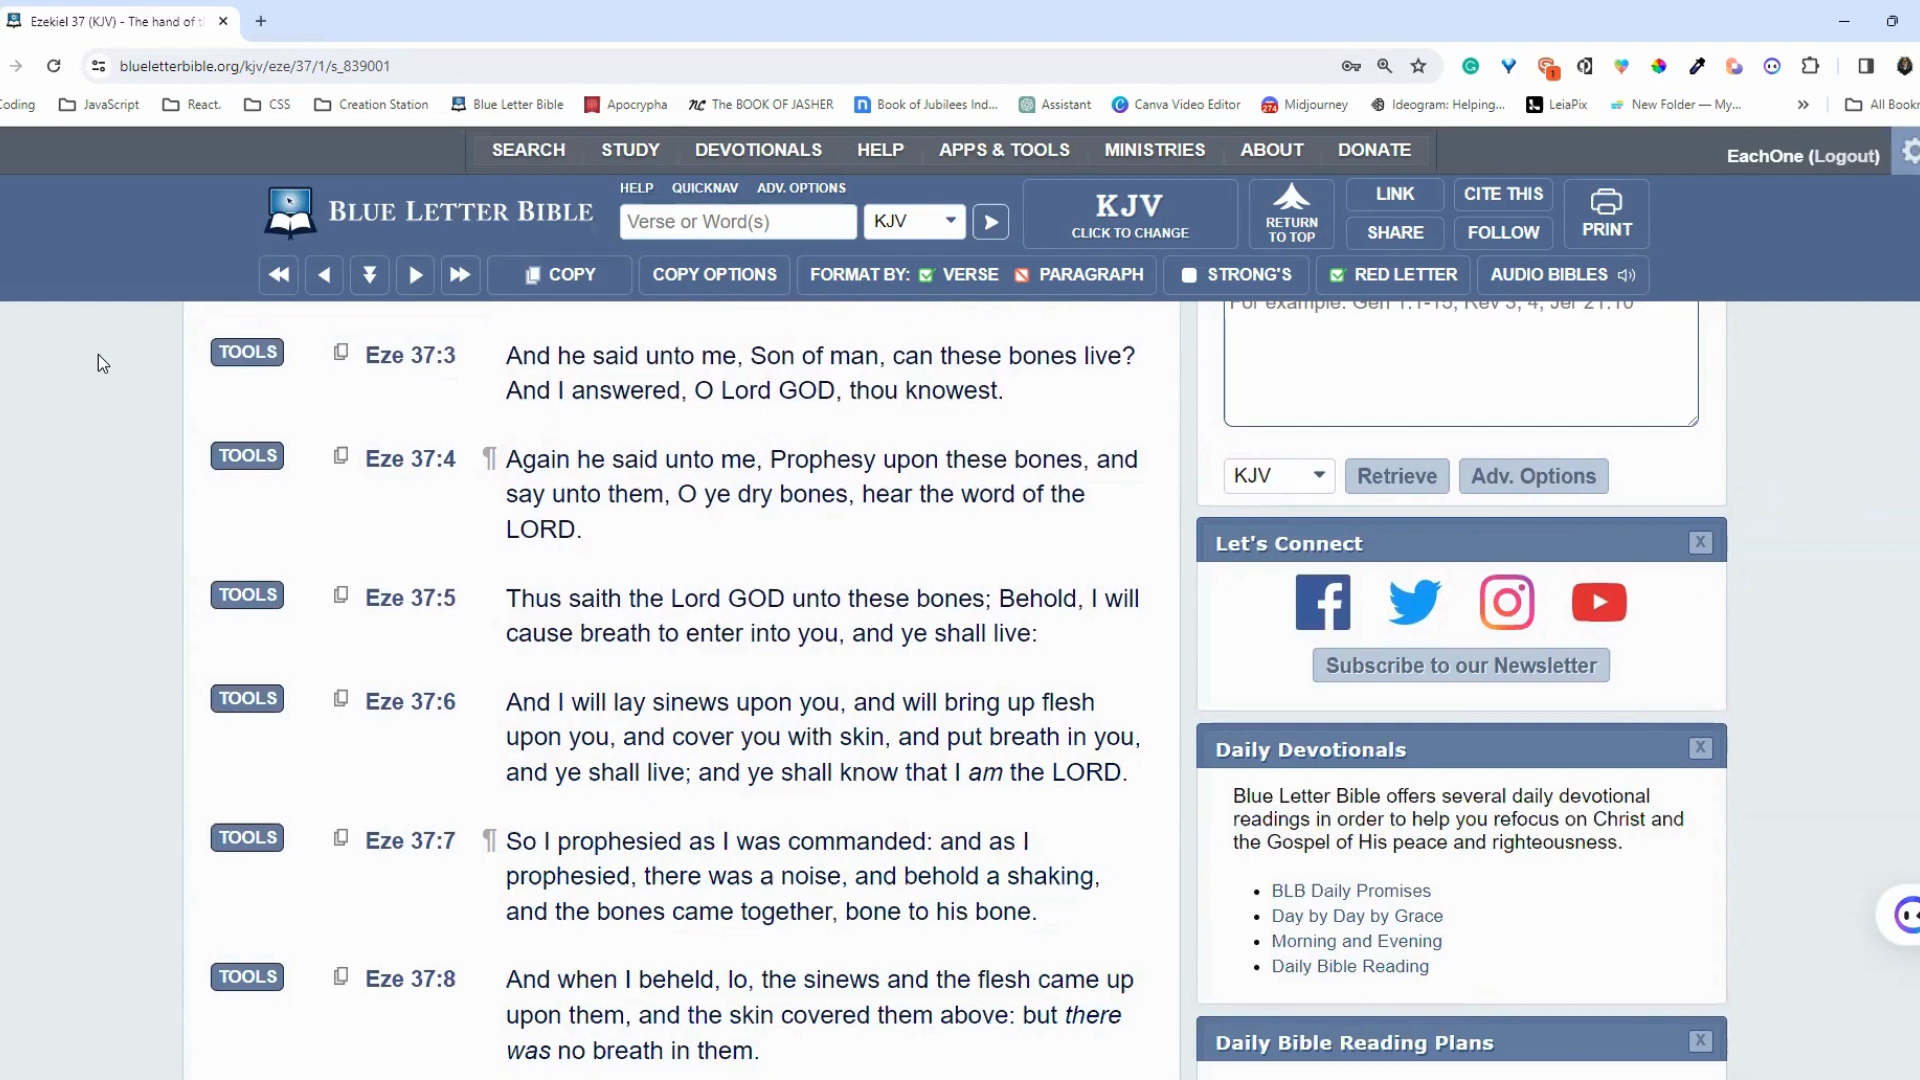 Ezekiel 37 (KJV) - The hand of t
blueletterbible.org/kjv/eze/37/1/s_839001
1
oding JavaScript React. CSS Creation Station Blue Letter Bible Apocrypha The BOOK OF JASHER Book of Jubilees Ind... Assistant Canva Video Editor Midjourney Ideogram: Helping... LeiaPix New Folder — My... » All Bookr
SEARCH STUDY DEVOTIONALS HELP APPS & TOOLS MINISTRIES ABOUT DONATE
EachOne (Logout)
HELP QUICKNAV ADV. OPTIONS
BLUE LETTER BIBLE
Verse or Word(s) KJV
KJV
CLICK TO CHANGE
RETURN
TO TOP
LINK CITE THIS
SHARE FOLLOW
PRINT
COPY COPY OPTIONS FORMAT BY: VERSE PARAGRAPH STRONG'S RED LETTER AUDIO BIBLES
TOOLS Eze 37:3 And he said unto me, Son of man, can these bones live?
And I answered, O Lord GOD, thou knowest.
TOOLS Eze 37:4 ¶ Again he said unto me, Prophesy upon these bones, and
say unto them, O ye dry bones, hear the word of the
LORD.
TOOLS Eze 37:5 Thus saith the Lord GOD unto these bones; Behold, I will
cause breath to enter into you, and ye shall live:
TOOLS Eze 37:6 And I will lay sinews upon you, and will bring up flesh
upon you, and cover you with skin, and put breath in you,
and ye shall live; and ye shall know that I am the LORD.
TOOLS Eze 37:7 ¶ So I prophesied as I was commanded: and as I
prophesied, there was a noise, and behold a shaking,
and the bones came together, bone to his bone.
TOOLS Eze 37:8 And when I beheld, lo, the sinews and the flesh came up
upon them, and the skin covered them above: but there
was no breath in them.
For example: Gen 1:1-15; Rev 3, 4; Jer 21:10
KJV Retrieve Adv. Options
Let's Connect X
Subscribe to our Newsletter
Daily Devotionals X
Blue Letter Bible offers several daily devotional
readings in order to help you refocus on Christ and
the Gospel of His peace and righteousness.
• BLB Daily Promises
• Day by Day by Grace
• Morning and Evening
• Daily Bible Reading
Daily Bible Reading Plans X